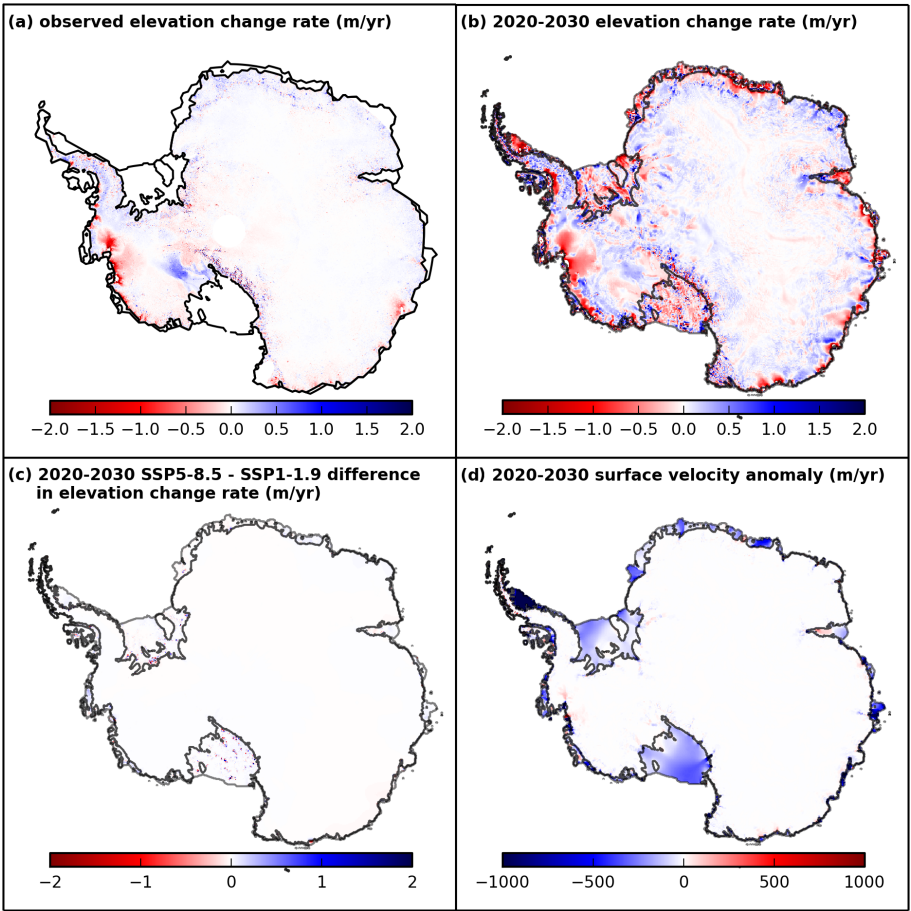 (a) observed elevation change rate (m/yr)
−2.0 −1.5 −1.0 −0.5 0.0 0.5 1.0 1.5 2.0
(b) 2020-2030 elevation change rate (m/yr)
−2.0 −1.5 −1.0 −0.5 0.0 0.5 1.0 1.5 2.0
(c) 2020-2030 SSP5-8.5 - SSP1-1.9 difference
in elevation change rate (m/yr)
−2 −1 0 1 2
(d) 2020-2030 surface velocity anomaly (m/yr)
−1000 −500 0 500 1000